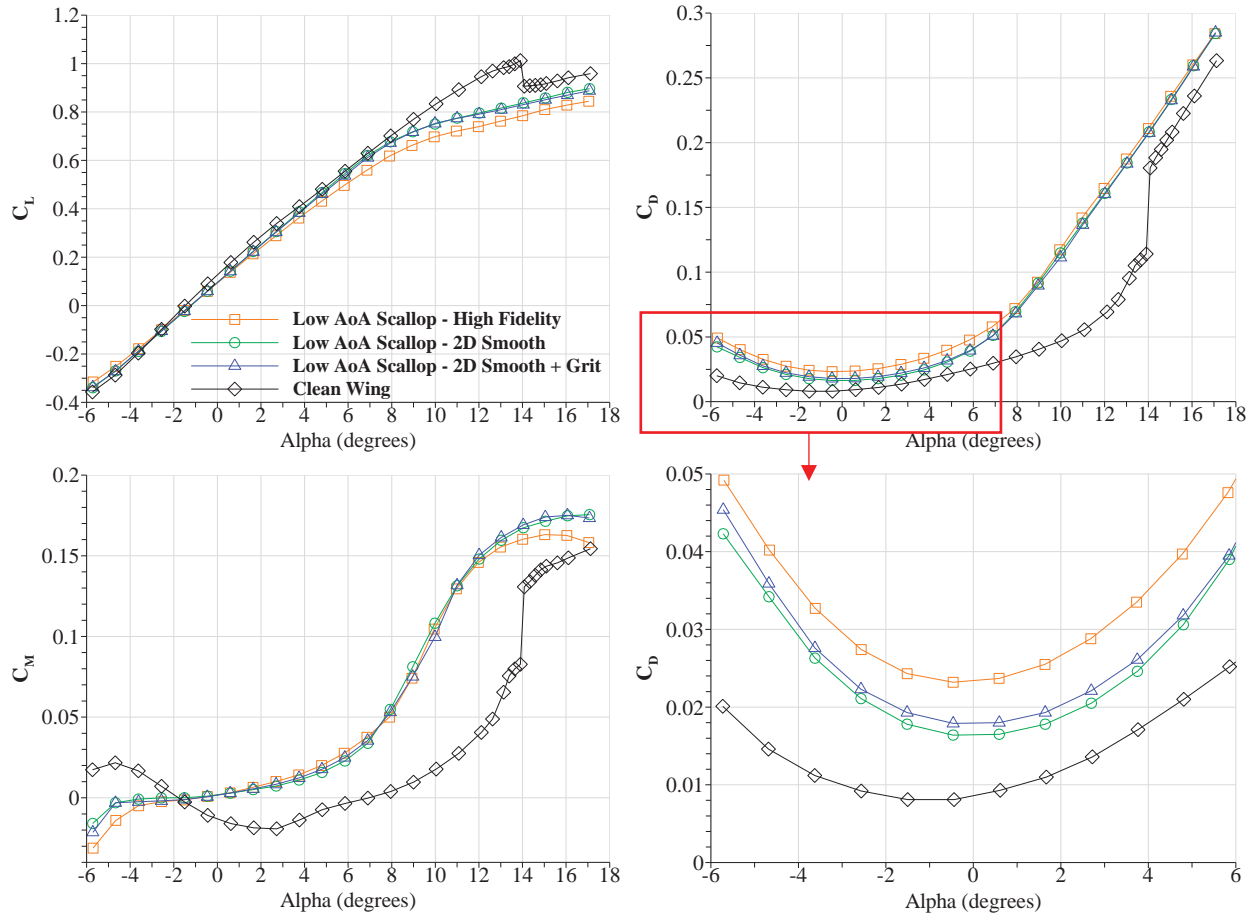 1.2
1
0.8
0.6
0.4
0.2
0
-0.2
-0.4
C_L
-6 -4 -2 0 2 4 6 8 10 12 14 16 18
Alpha (degrees)
Low AoA Scallop - High Fidelity
Low AoA Scallop - 2D Smooth
Low AoA Scallop - 2D Smooth + Grit
Clean Wing
0.3
0.25
0.2
0.15
0.1
0.05
0
C_D
-6 -4 -2 0 2 4 6 8 10 12 14 16 18
Alpha (degrees)
0.2
0.15
0.1
0.05
0
C_M
-6 -4 -2 0 2 4 6 8 10 12 14 16 18
Alpha (degrees)
0.05
0.04
0.03
0.02
0.01
0
C_D
-6 -4 -2 0 2 4 6
Alpha (degrees)